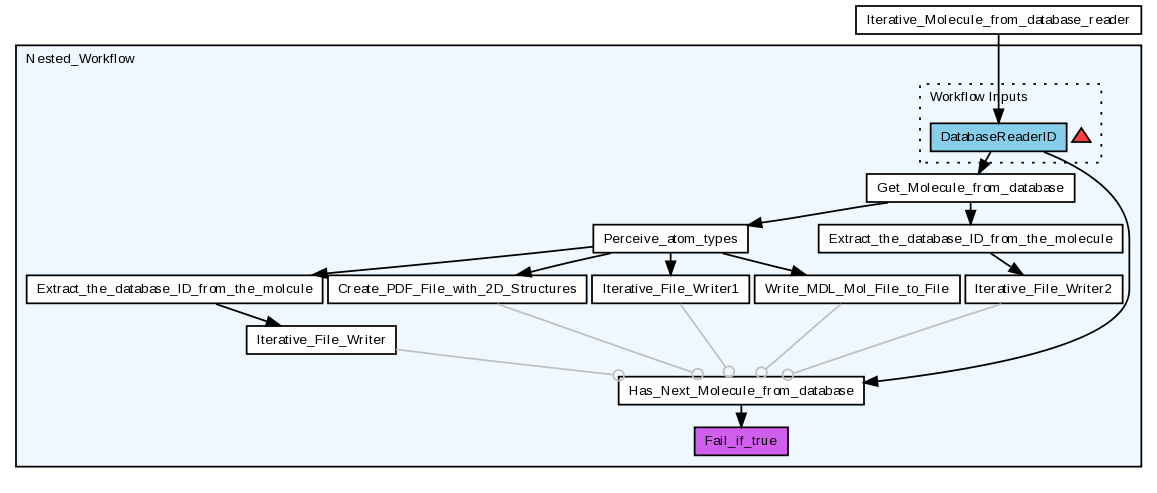 Iterative_Molecule_from_database_reader
Nested_Workflow
Workflow Inputs
DatabaseReaderID
Get_Molecule_from_database
Perceive_atom_types
Extract_the_database_ID_from_the_molecule
Extract_the_database_ID_from_the_molcule
Create_PDF_File_with_2D_Structures
Iterative_File_Writer1
Write_MDL_Mol_File_to_File
Iterative_File_Writer2
Iterative_File_Writer
Has_Next_Molecule_from_database
Fail_if_true